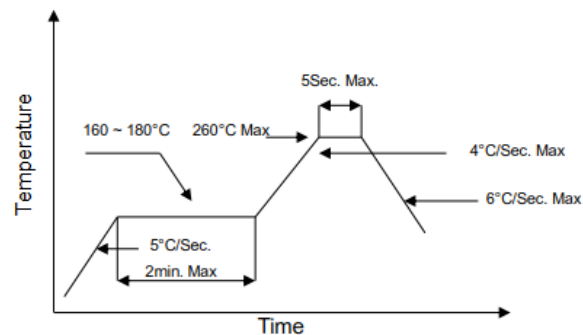 5Sec. Max.
160 ~ 180°C
260°C Max
4°C/Sec. Max
6°C/Sec. Max
5°C/Sec.
2min. Max
Temperature
Time